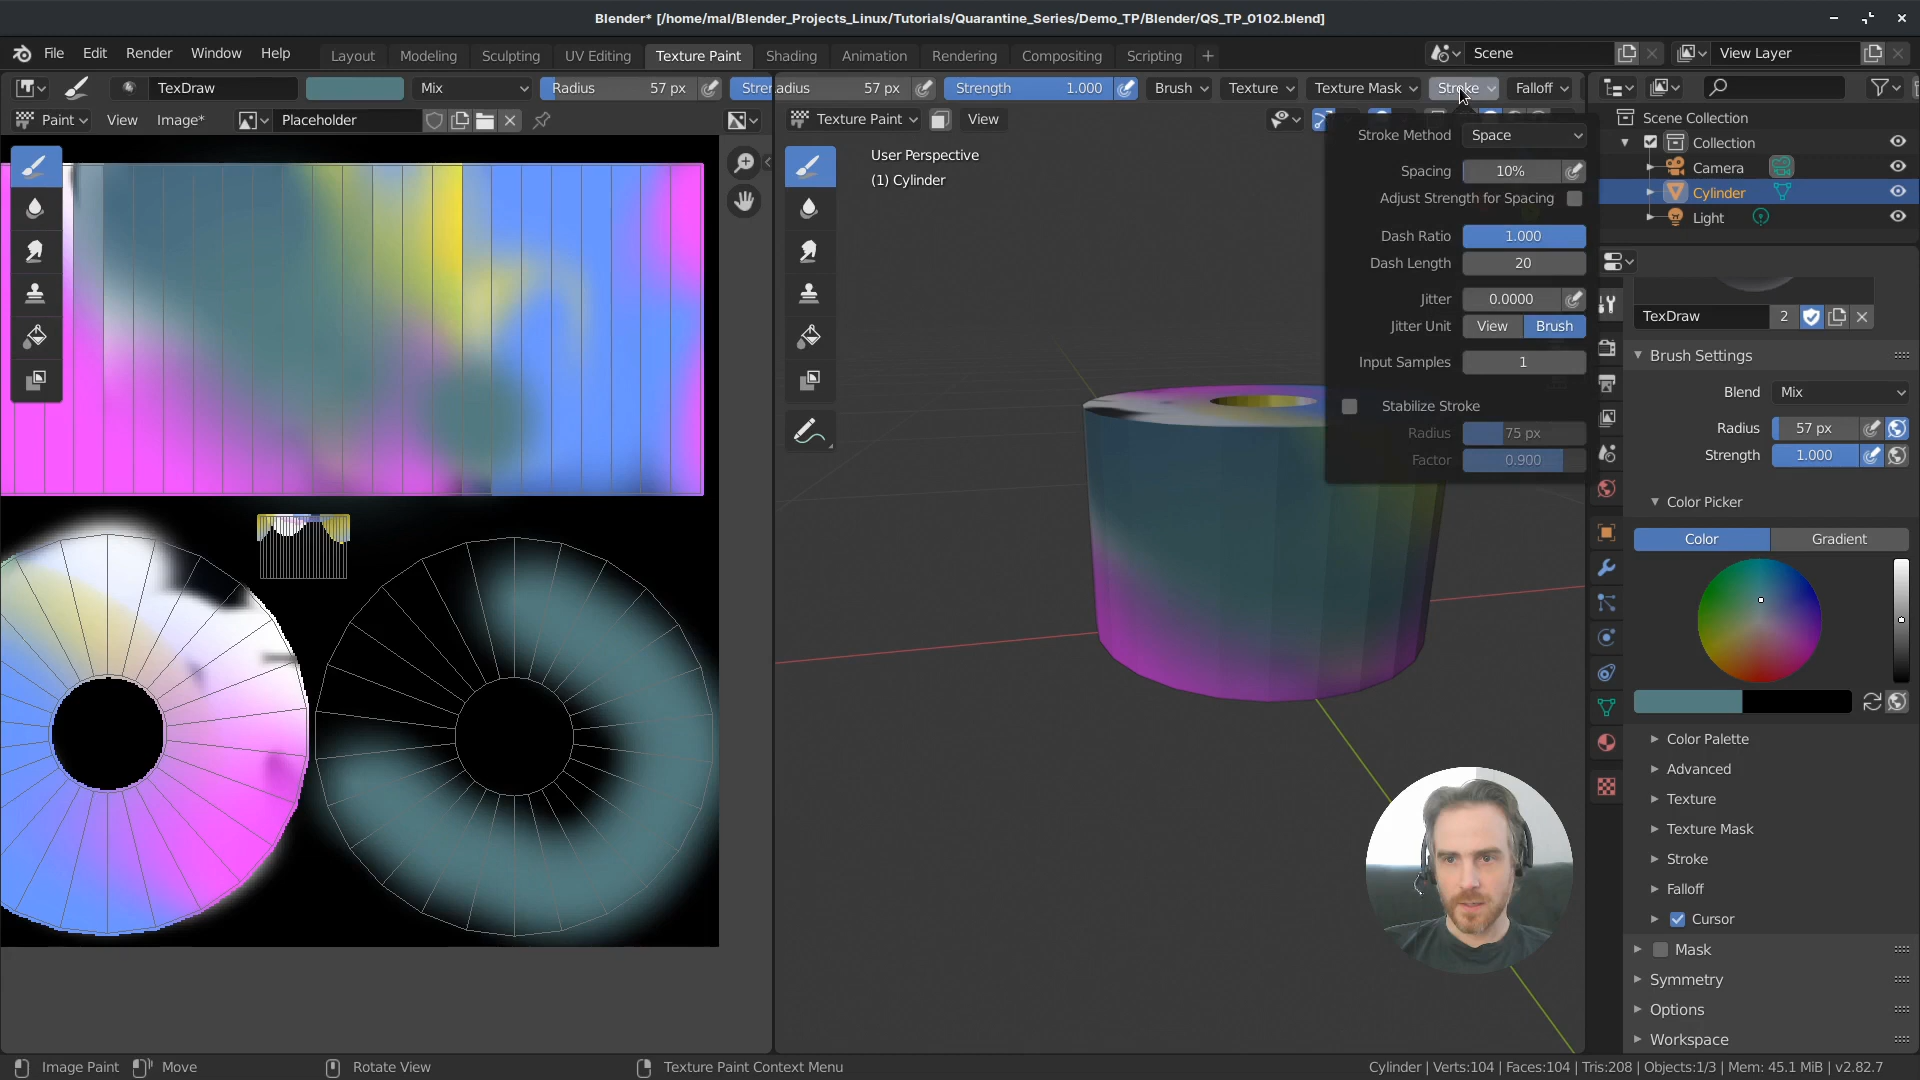 Blender* [/home/mal/Blender_Projects_Linux/Tutorials/Quarantine_Series/Demo_TP/Blender/QS_TP_0102.blend]
File Edit Render Window Help Layout Modeling Sculpting UV Editing Texture Paint Shading Animation Rendering Compositing Scripting + Scene View Layer
TexDraw Mix Radius 57 px Stren adius 57 px Strength 1.000 Brush Texture Texture Mask Stroke Falloff
Paint View Image* Placeholder Texture Paint View
User Perspective
(1) Cylinder
Stroke Method Space
Spacing 10%
Adjust Strength for Spacing
Dash Ratio 1.000
Dash Length 20
Jitter 0.0000
Jitter Unit View Brush
Input Samples 1
Stabilize Stroke
Radius 75 px
Factor 0.900
Scene Collection
Collection
Camera
Cylinder
Light
TexDraw 2
Brush Settings
Blend Mix
Radius 57 px
Strength 1.000
Color Picker
Color Gradient
Color Palette
Advanced
Texture
Texture Mask
Stroke
Falloff
Cursor
Mask
Symmetry
Options
Workspace
Image Paint Move Rotate View Texture Paint Context Menu Cylinder | Verts:104 | Faces:104 | Tris:208 | Objects:1/3 | Mem: 45.1 MiB | v2.82.7